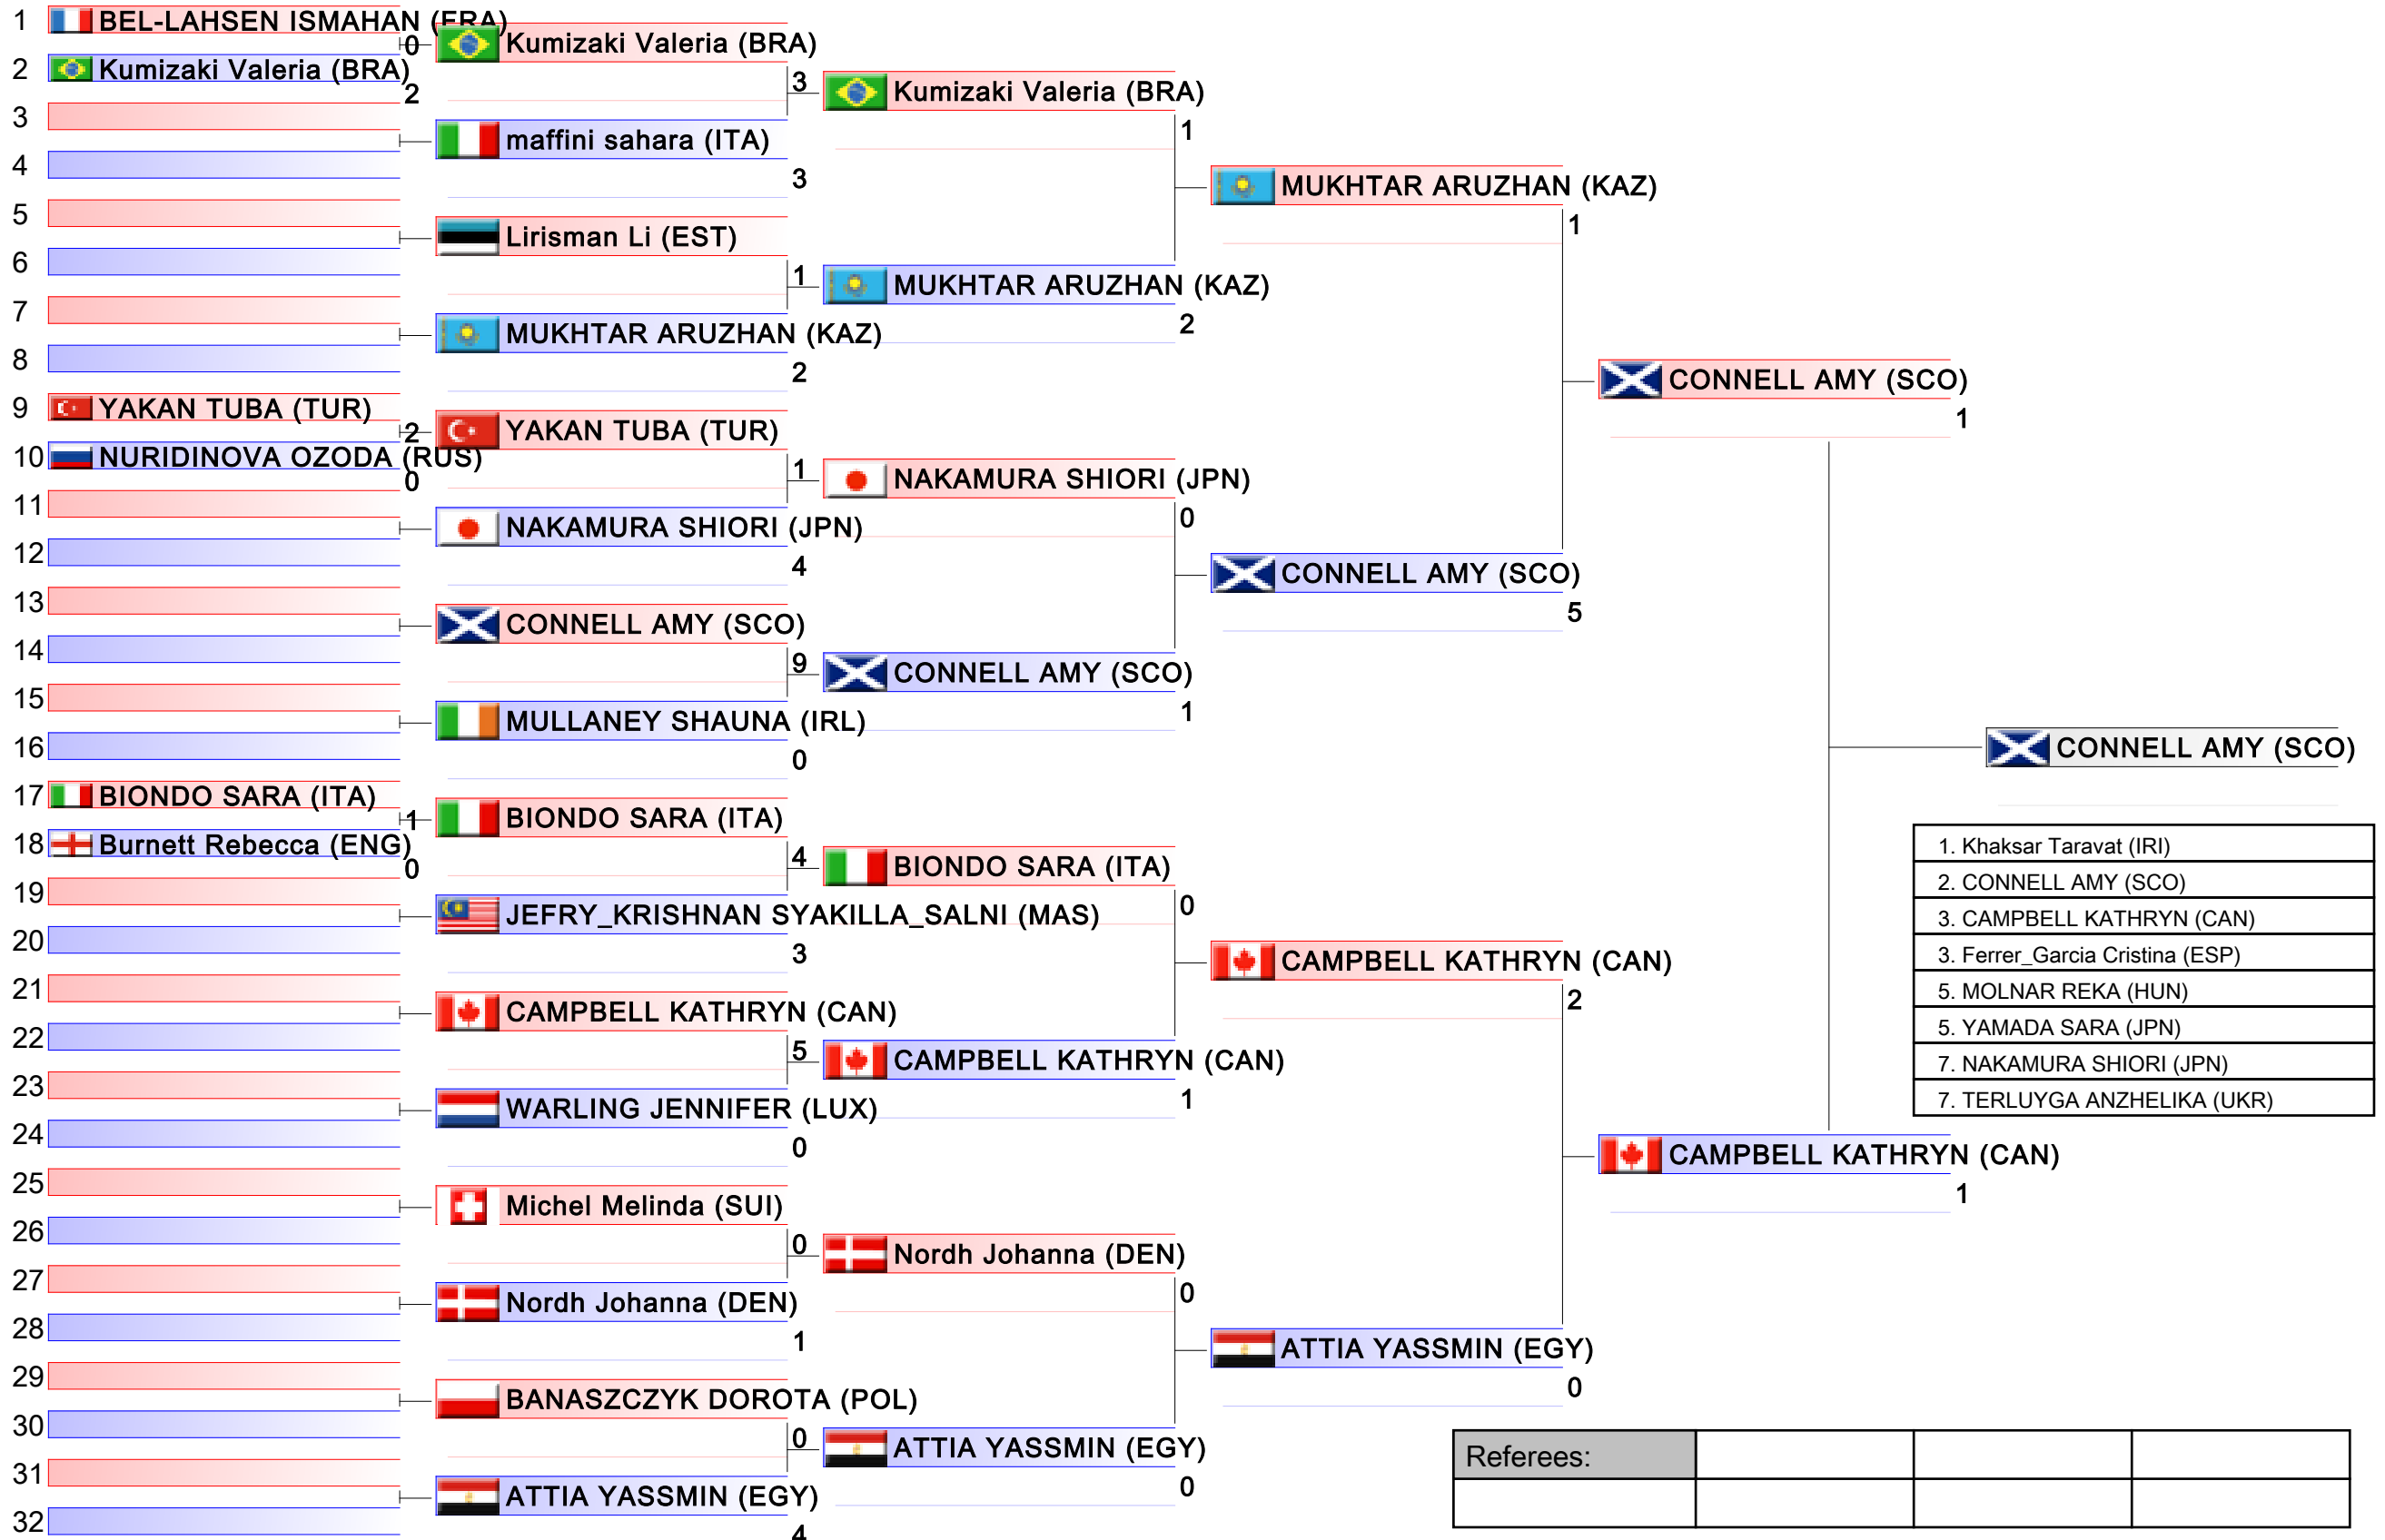 1 BEL-LAHSEN ISMAHAN (FRA)
0
2 Kumizaki Valeria (BRA)
2
3
4
5
6
7
8
9 YAKAN TUBA (TUR)
2
10 NURIDINOVA OZODA (RUS)
0
11
12
13
14
15
16
17 BIONDO SARA (ITA)
1
18 Burnett Rebecca (ENG)
0
19
20
21
22
23
24
25
26
27
28
29
30
31
32
Kumizaki Valeria (BRA)
3
maffini sahara (ITA)
3
Lirisman Li (EST)
1
MUKHTAR ARUZHAN (KAZ)
2
YAKAN TUBA (TUR)
1
NAKAMURA SHIORI (JPN)
4
CONNELL AMY (SCO)
9
MULLANEY SHAUNA (IRL)
0
BIONDO SARA (ITA)
4
JEFRY_KRISHNAN SYAKILLA_SALNI (MAS)
3
CAMPBELL KATHRYN (CAN)
5
WARLING JENNIFER (LUX)
0
Michel Melinda (SUI)
0
Nordh Johanna (DEN)
1
BANASZCZYK DOROTA (POL)
0
ATTIA YASSMIN (EGY)
4
Kumizaki Valeria (BRA)
1
MUKHTAR ARUZHAN (KAZ)
2
NAKAMURA SHIORI (JPN)
0
CONNELL AMY (SCO)
1
BIONDO SARA (ITA)
0
CAMPBELL KATHRYN (CAN)
1
Nordh Johanna (DEN)
0
ATTIA YASSMIN (EGY)
0
MUKHTAR ARUZHAN (KAZ)
1
CONNELL AMY (SCO)
5
CAMPBELL KATHRYN (CAN)
2
ATTIA YASSMIN (EGY)
0
CONNELL AMY (SCO)
1
CAMPBELL KATHRYN (CAN)
1
CONNELL AMY (SCO)
1. Khaksar Taravat (IRI)
2. CONNELL AMY (SCO)
3. CAMPBELL KATHRYN (CAN)
3. Ferrer_Garcia Cristina (ESP)
5. MOLNAR REKA (HUN)
5. YAMADA SARA (JPN)
7. NAKAMURA SHIORI (JPN)
7. TERLUYGA ANZHELIKA (UKR)
Referees: